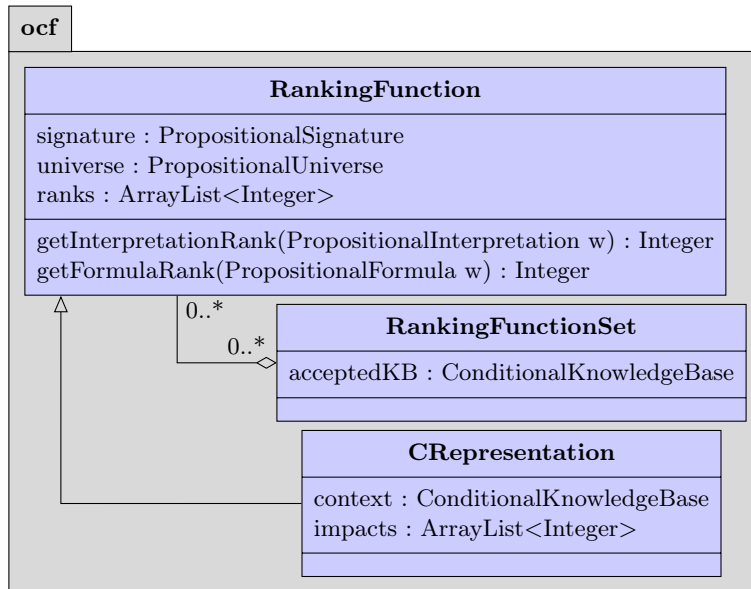 ocf
RankingFunction
signature : PropositionalSignature
universe : PropositionalUniverse
ranks : ArrayList<Integer>
getInterpretationRank(PropositionalInterpretation w) : Integer
getFormulaRank(PropositionalFormula w) : Integer
0..*
0..*
RankingFunctionSet
acceptedKB : ConditionalKnowledgeBase
CRepresentation
context : ConditionalKnowledgeBase
impacts : ArrayList<Integer>